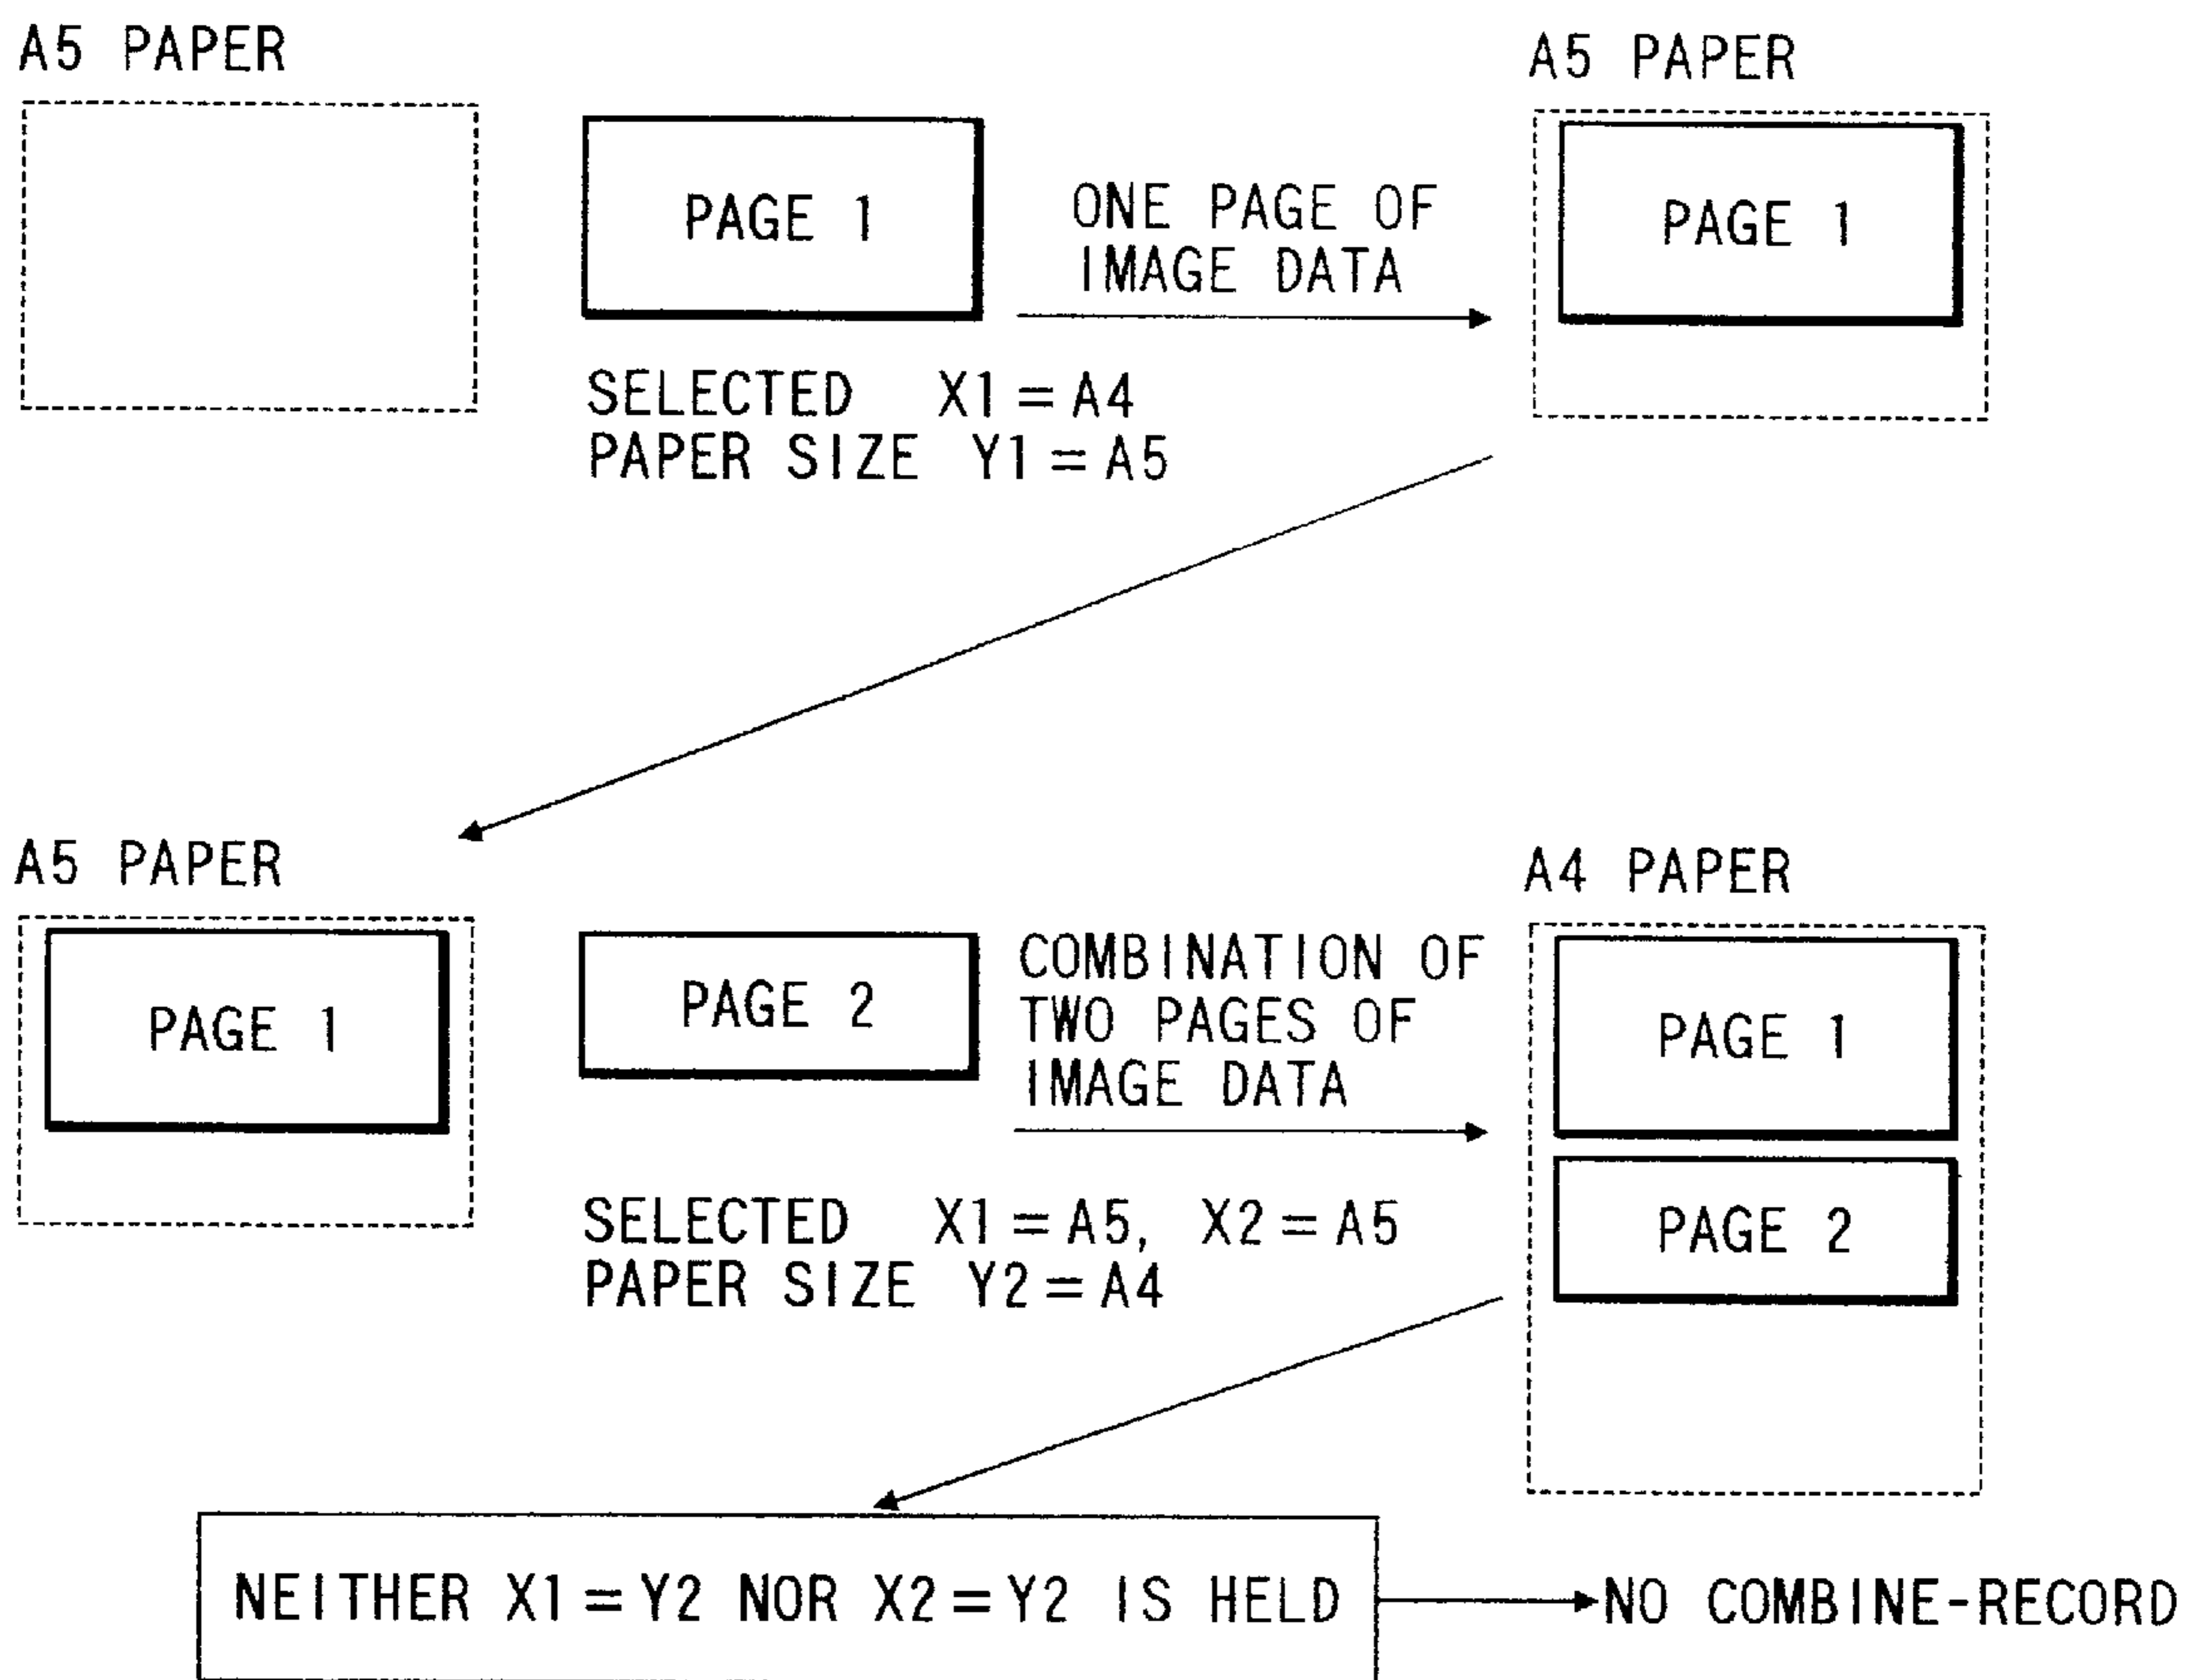 A5 PAPER
A5 PAPER
PAGE 1
ONE PAGE OF
IMAGE DATA
PAGE 1
SELECTED X1 = A4
PAPER SIZE Y1 = A5
A5 PAPER
A4 PAPER
PAGE 1
PAGE 2
COMBINATION OF
TWO PAGES OF
IMAGE DATA
PAGE 1
PAGE 2
SELECTED X1 = A5, X2 = A5
PAPER SIZE Y2 = A4
NEITHER X1 = Y2 NOR X2 = Y2 IS HELD
NO COMBINE-RECORD